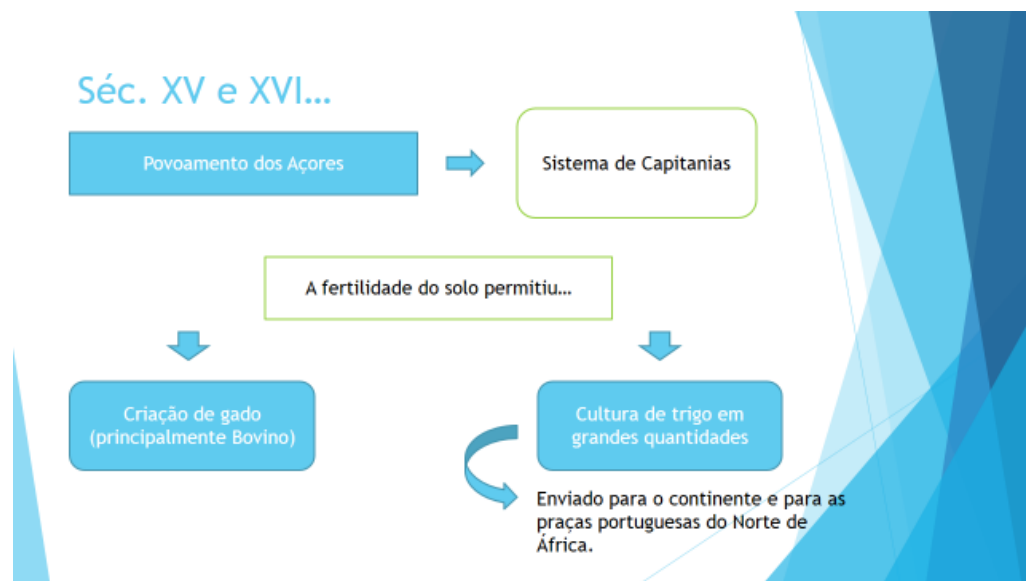 Séc. XV e XVI…
Povoamento dos Açores
Sistema de Capitanias
A fertilidade do solo permitiu…
Criação de gado
(principalmente Bovino)
Cultura de trigo em
grandes quantidades
Enviado para o continente e para as
praças portuguesas do Norte de
África.